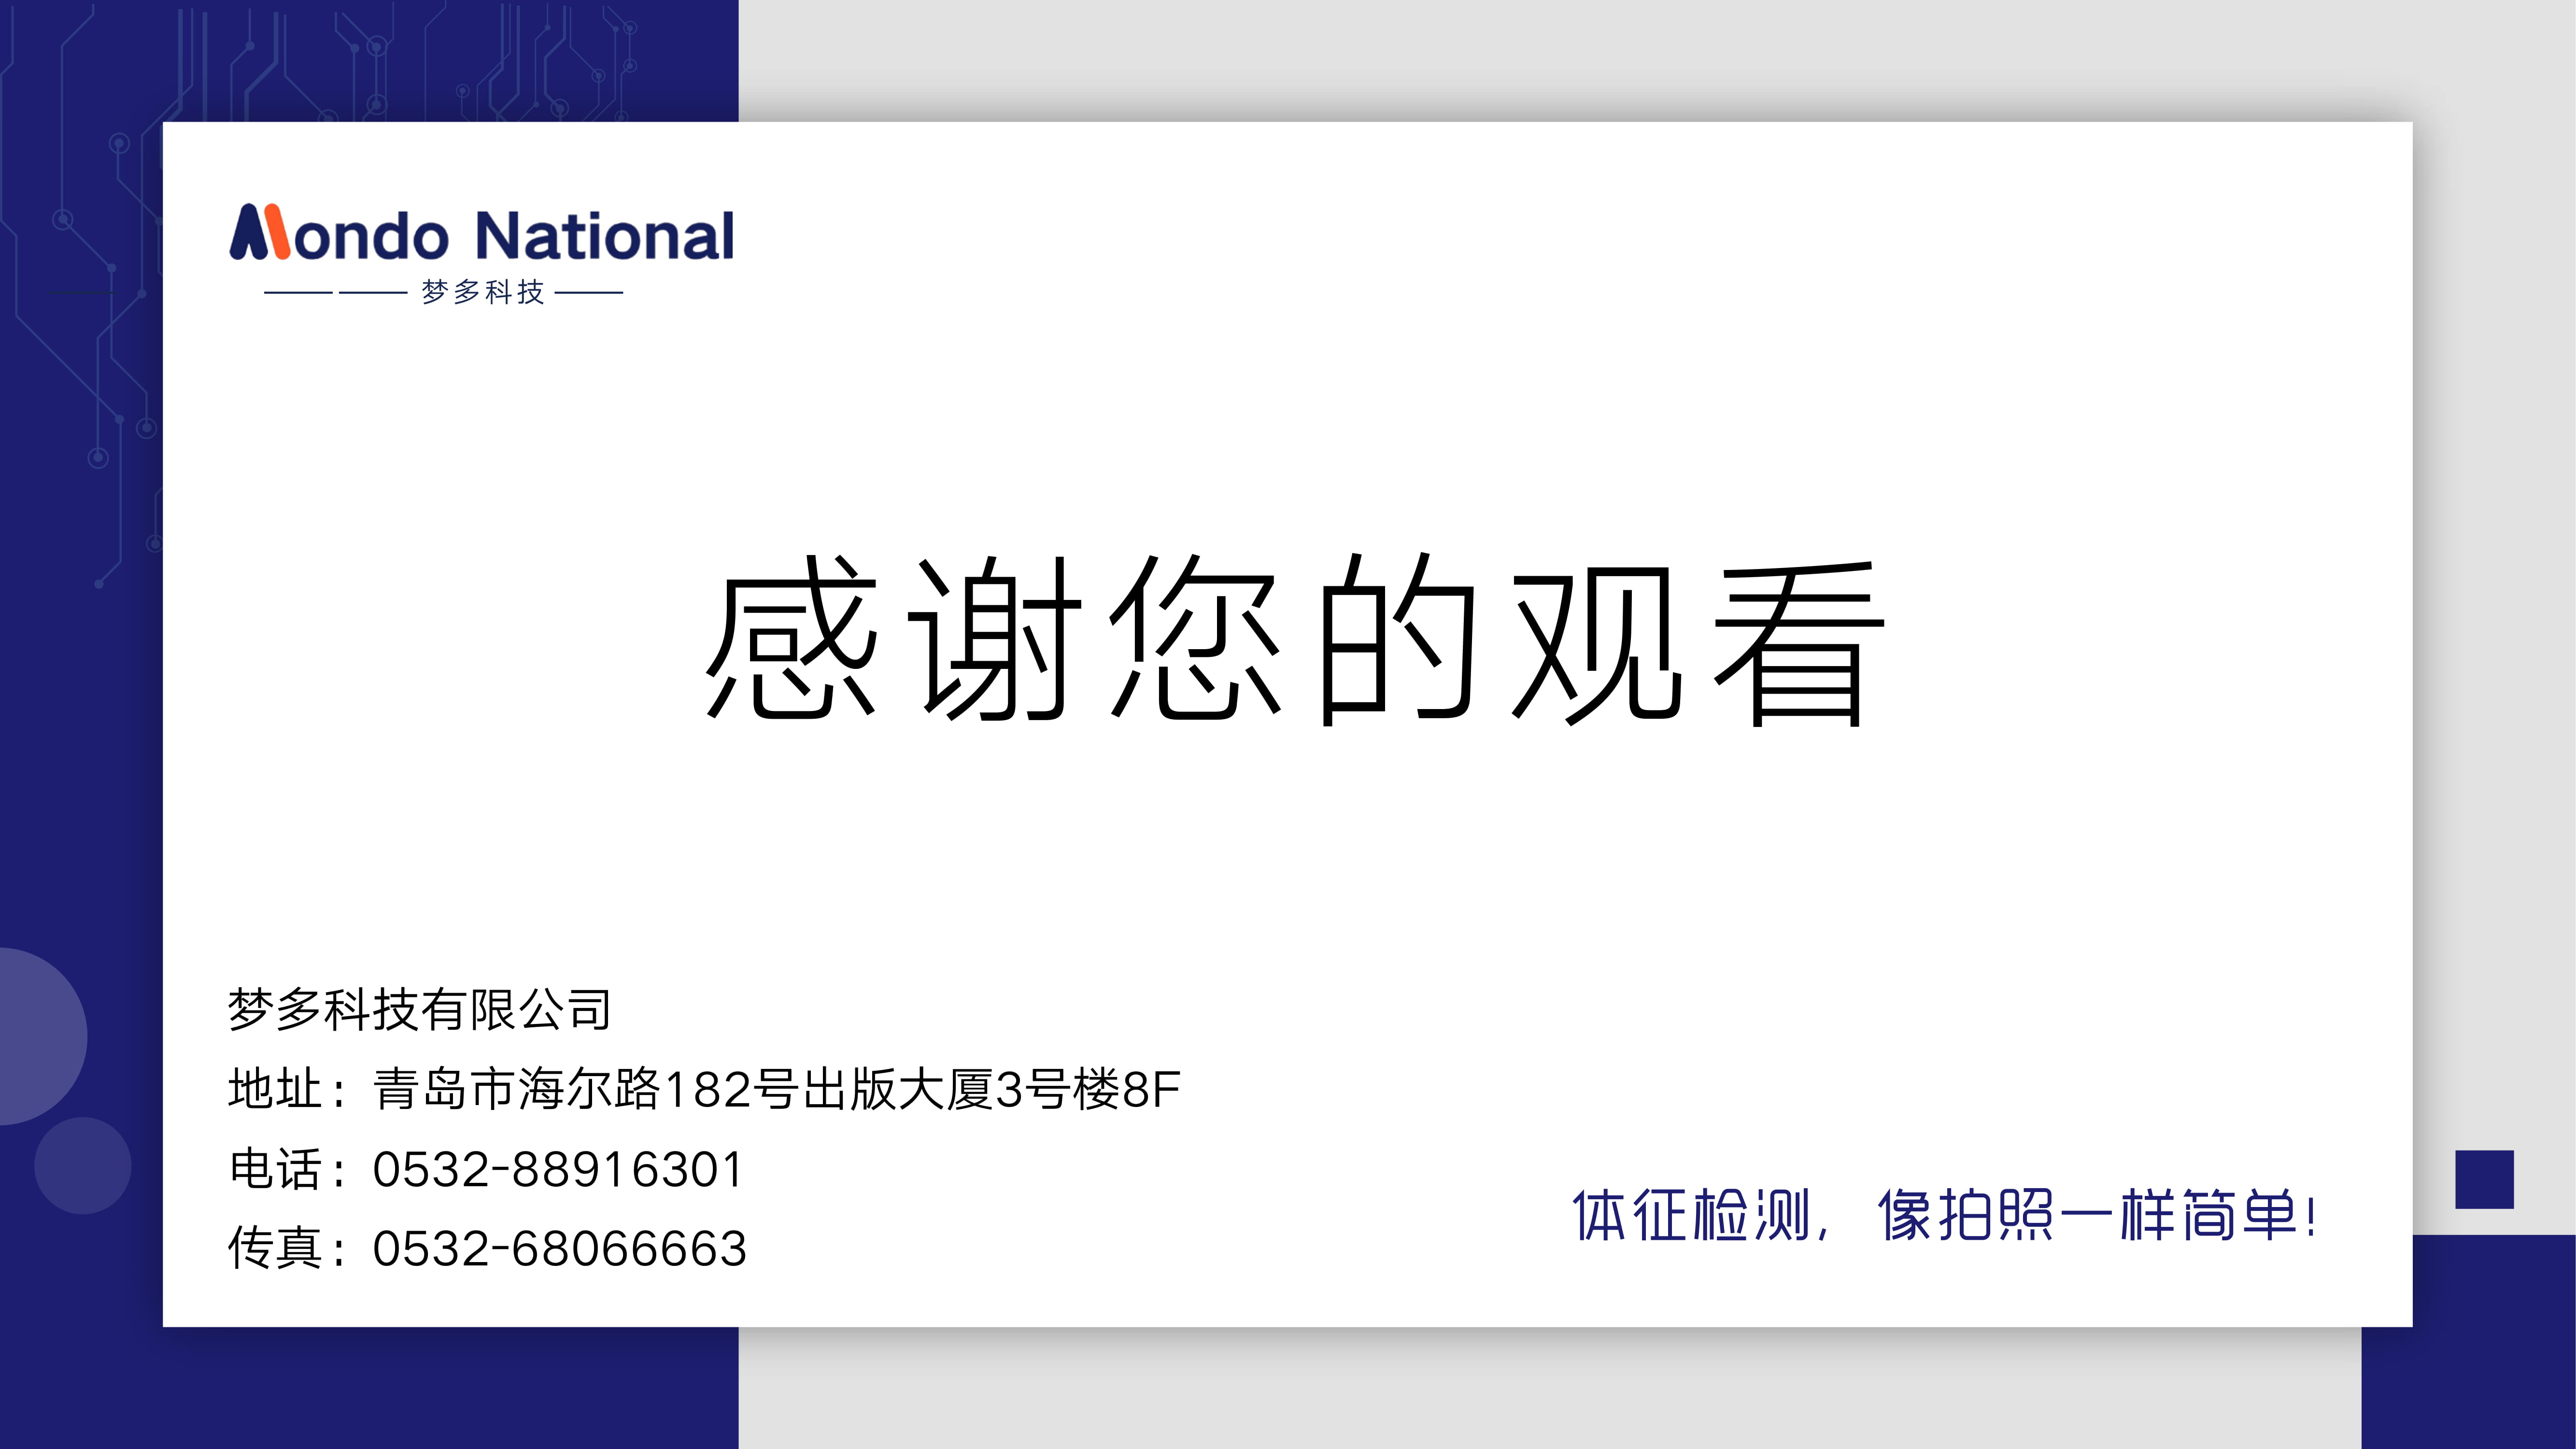 Mondo National
梦多科技
感谢您的观看
梦多科技有限公司
地址：青岛市海尔路182号出版大厦3号楼8F
电话：0532-88916301
传真：0532-68066663
体征检测，像拍照一样简单！